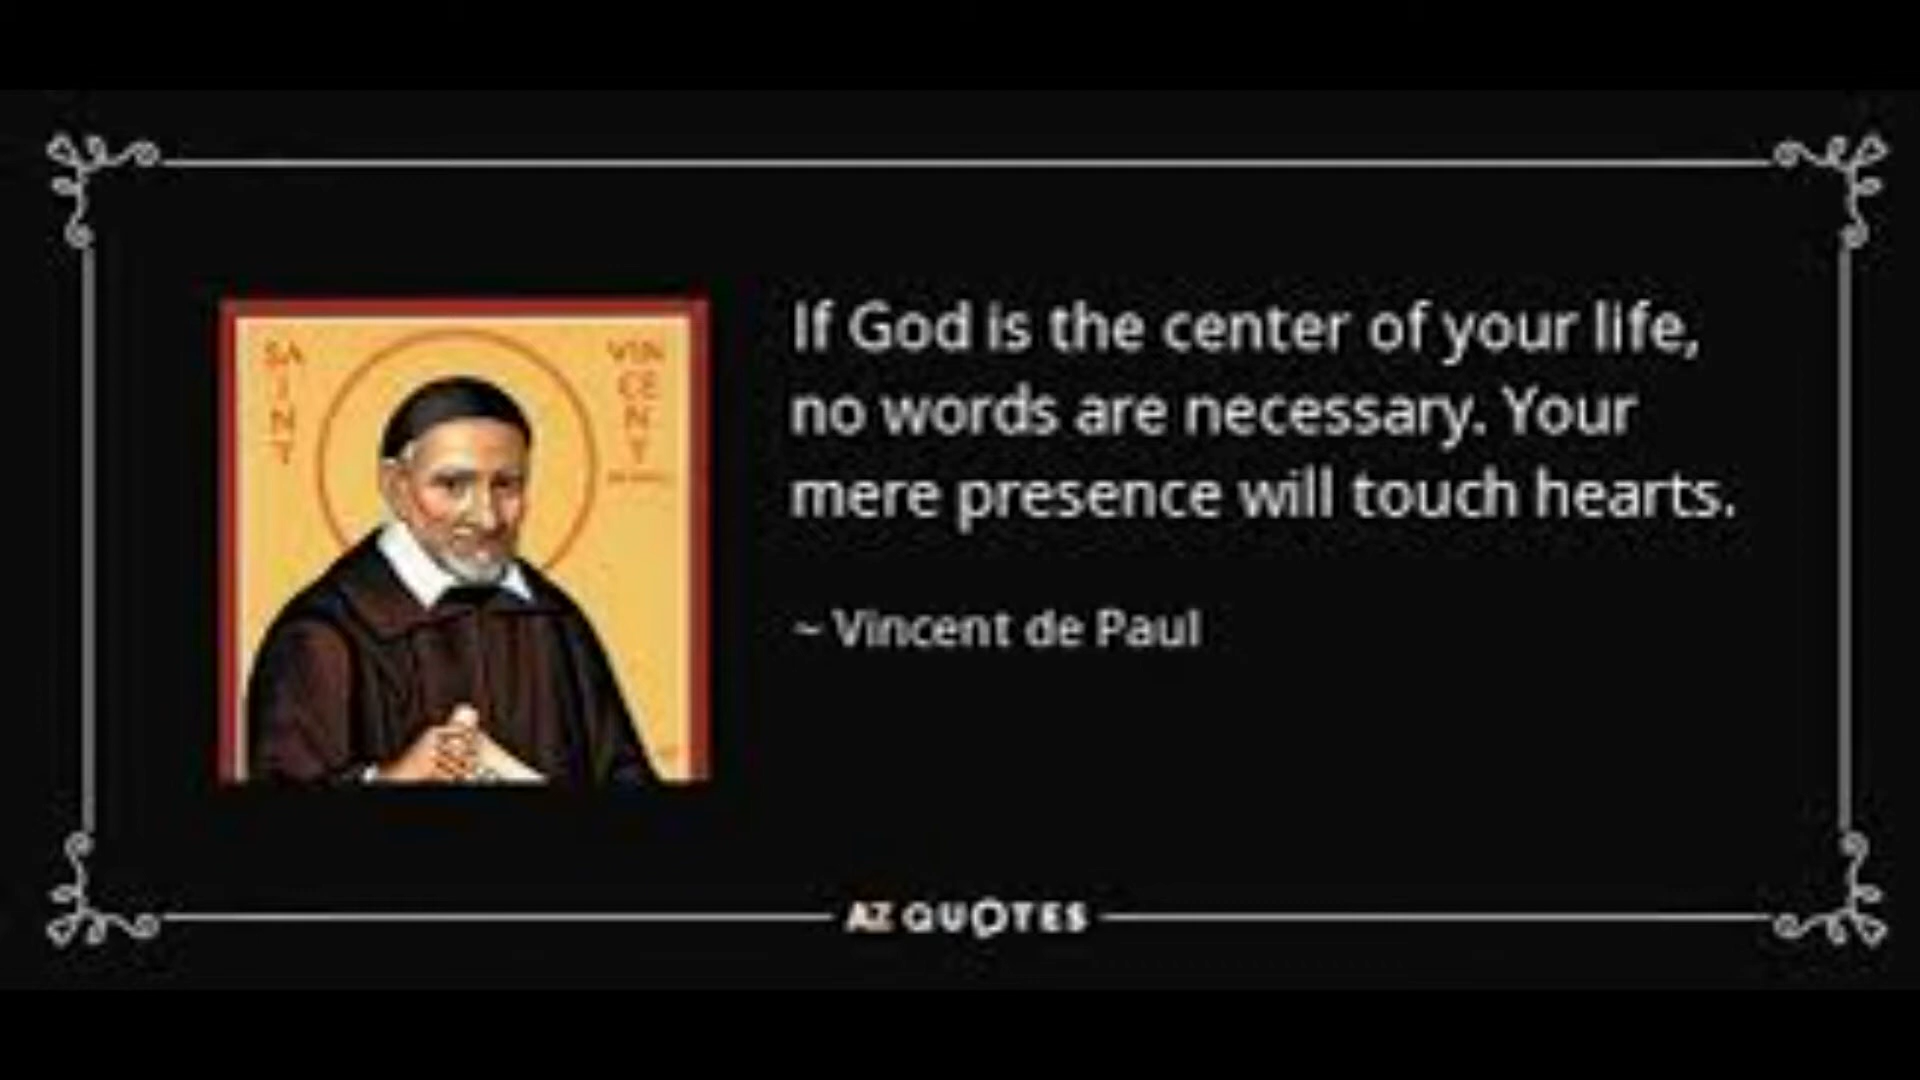 SAINT
VINCENT
If God is the center of your life,
no words are necessary. Your
mere presence will touch hearts.
~ Vincent de Paul
AZ QUOTES